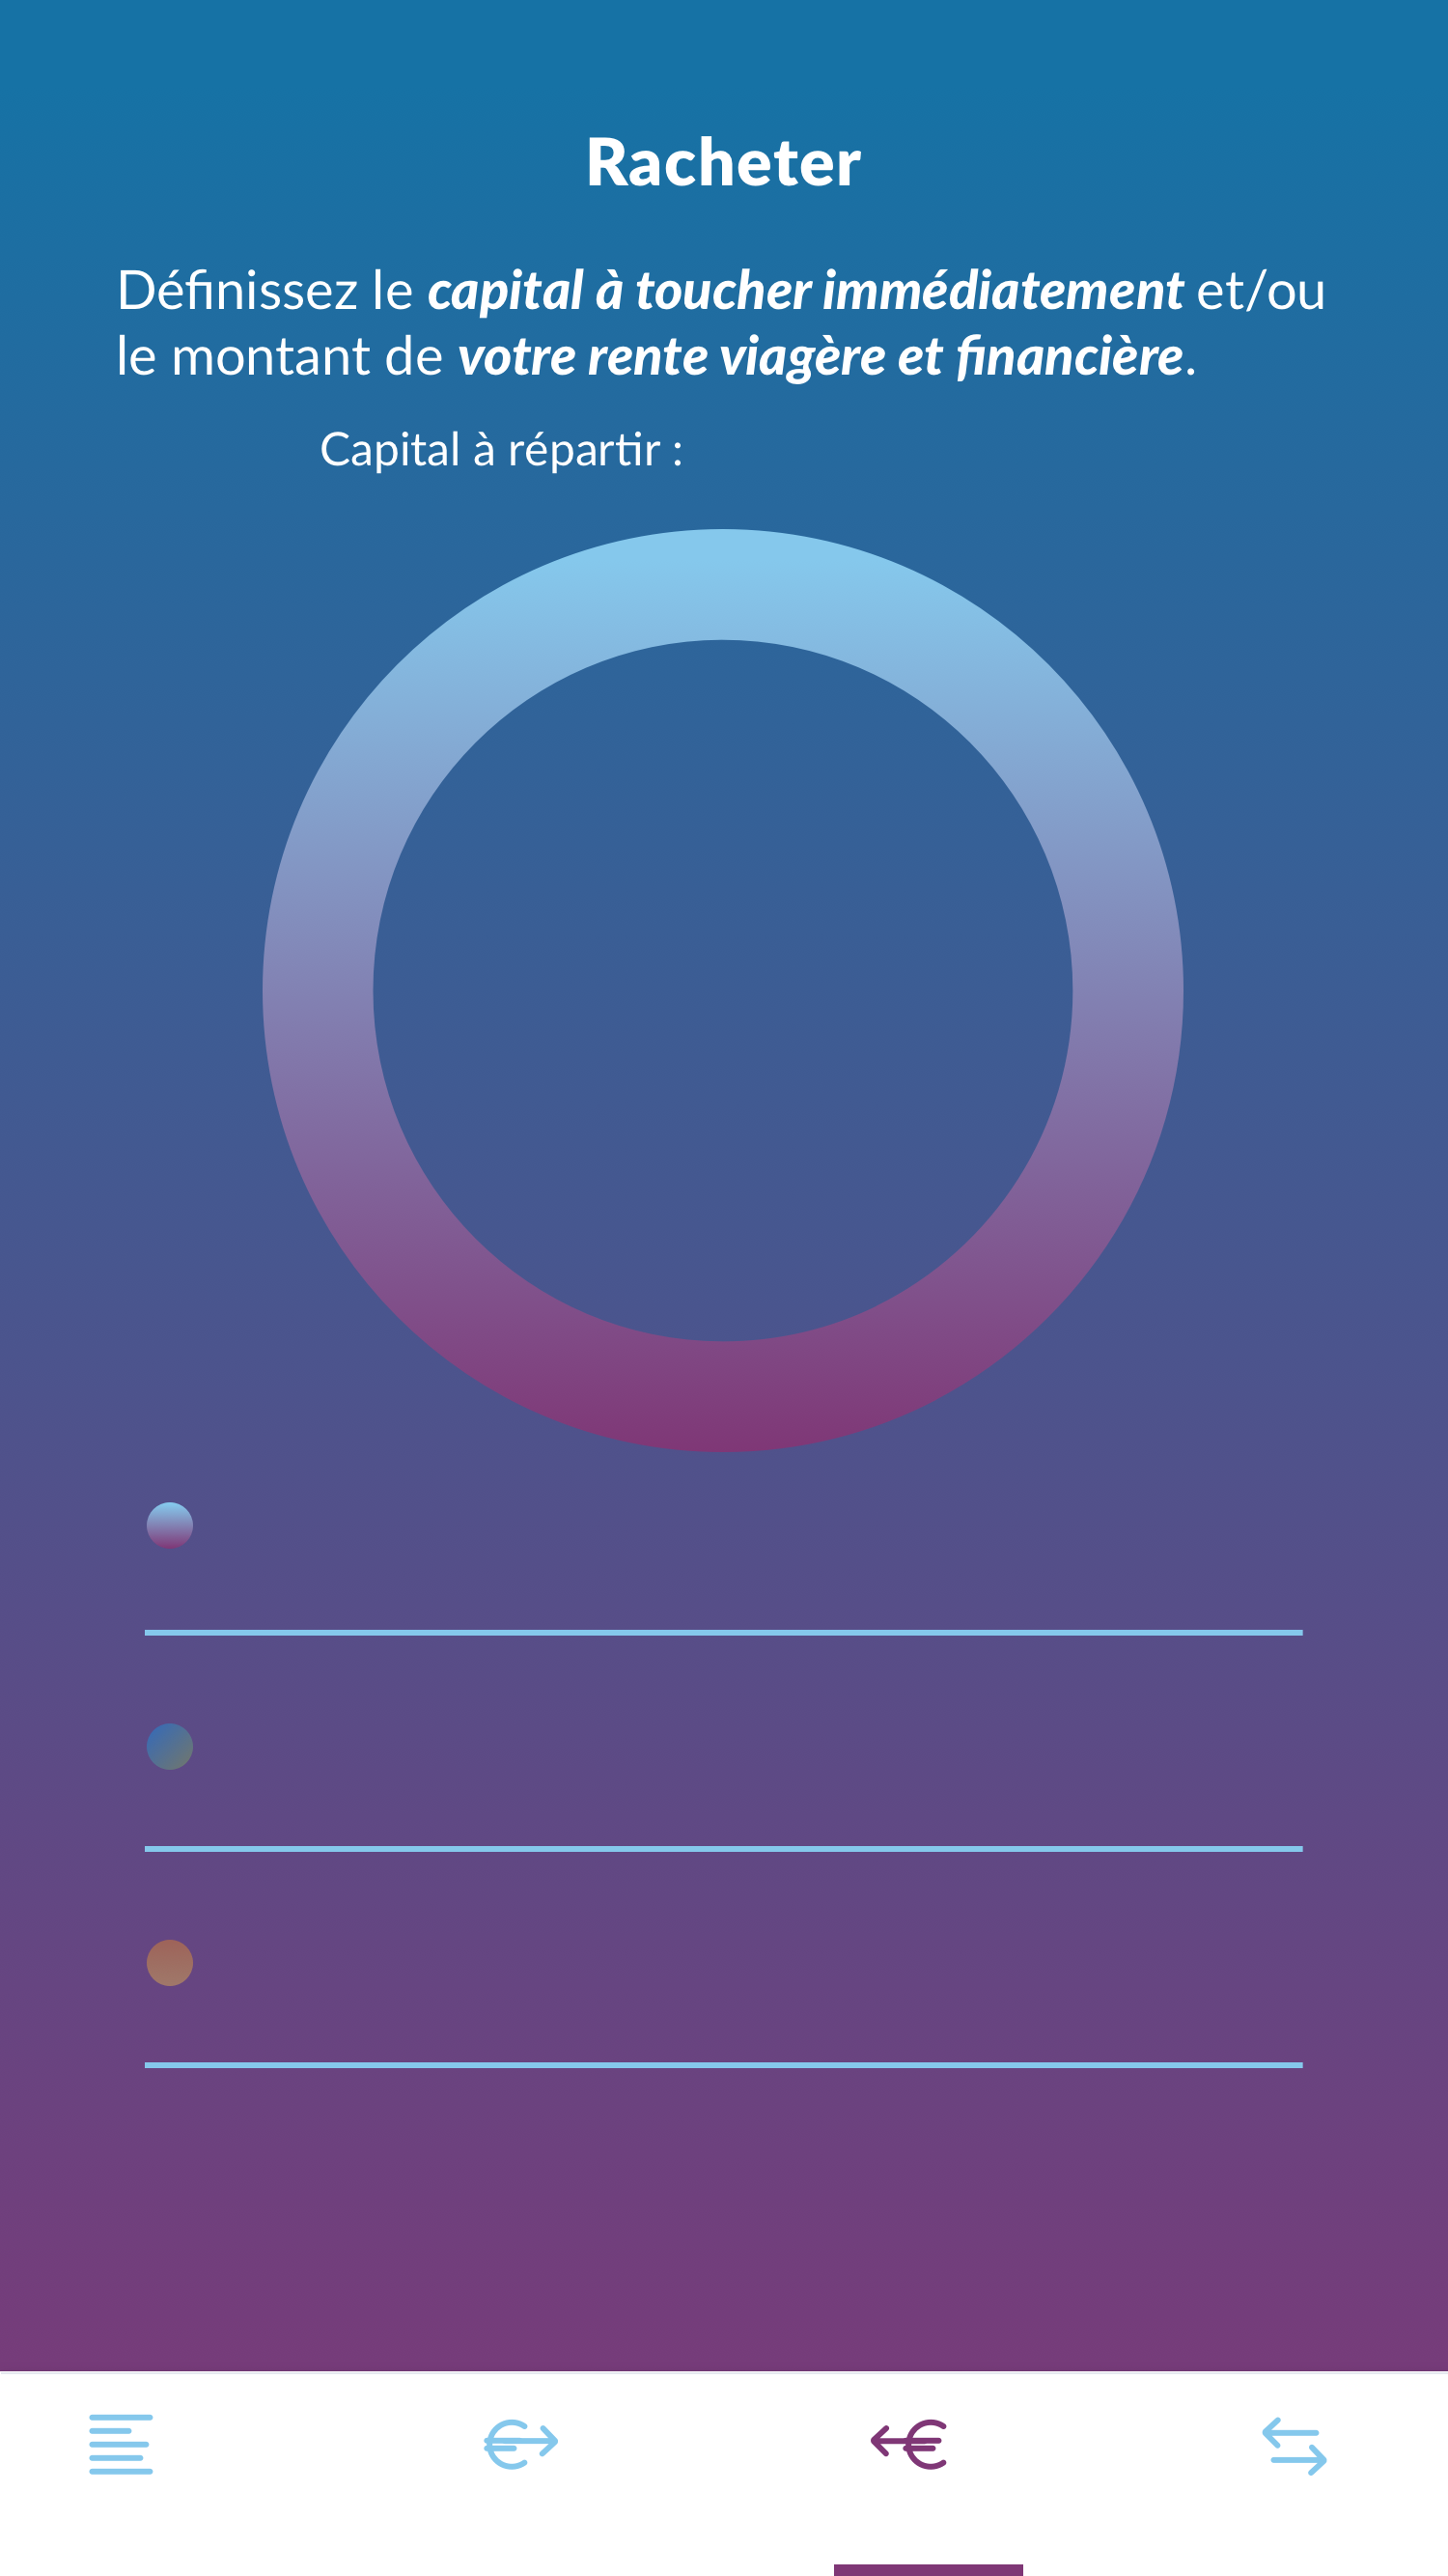 Racheter
Définissez le capital à toucher immédiatement et/ou
le montant de votre rente viagère et financière.
Capital à répartir :